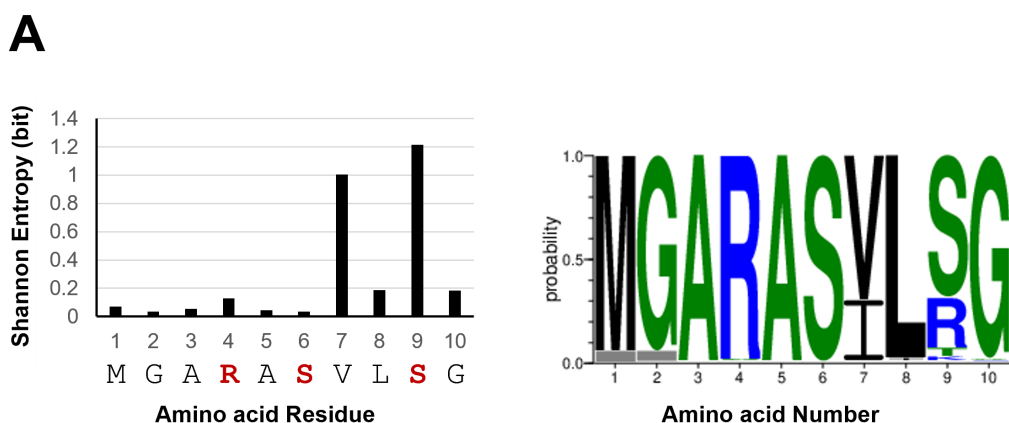 A
Shannon Entropy (bit)
1.4
1.2
1
0.8
0.6
0.4
0.2
0
1 2 3 4 5 6 7 8 9 10
M G A R A S V L S G
Amino acid Residue
probability
1.0
0.5
0.0
M G A R A S V L S G
I R
1 2 3 4 5 6 7 8 9 10
Amino acid Number